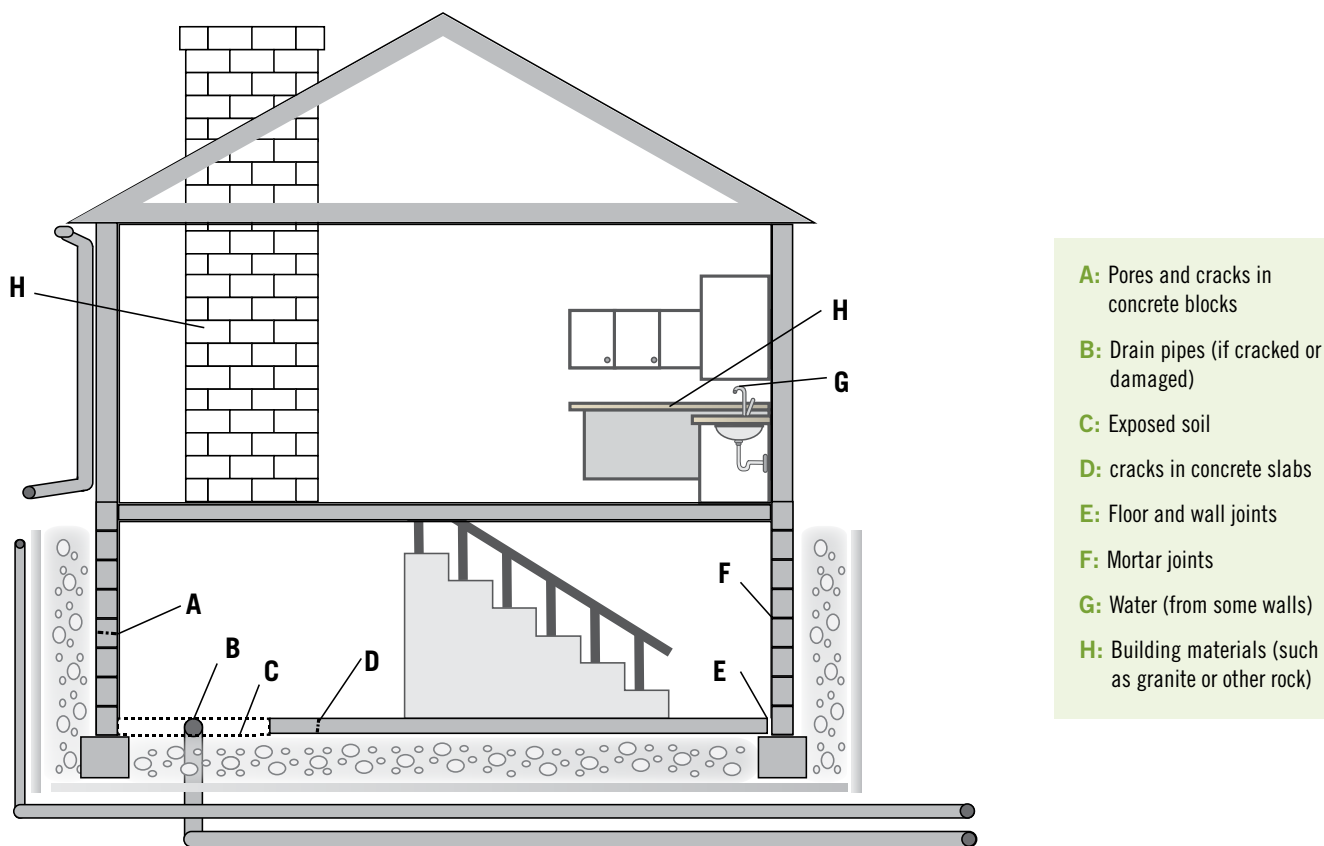 H
H
G
A
B
C
D
F
E
A: Pores and cracks in
concrete blocks
B: Drain pipes (if cracked or
damaged)
C: Exposed soil
D: cracks in concrete slabs
E: Floor and wall joints
F: Mortar joints
G: Water (from some walls)
H: Building materials (such
as granite or other rock)